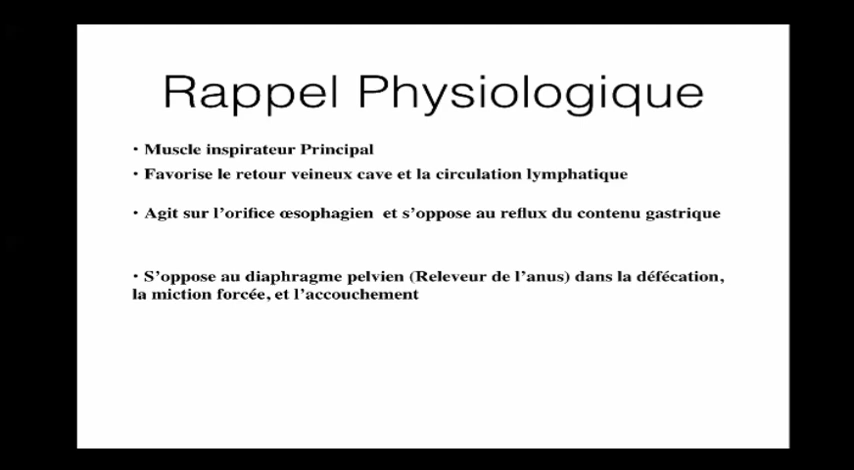 Rappel Physiologique
• Muscle inspirateur Principal
• Favorise le retour veineux cave et la circulation lymphatique
• Agit sur l’orifice œsophagien et s’oppose au reflux du contenu gastrique
• S’oppose au diaphragme pelvien (Releveur de l’anus) dans la défécation,
la miction forcée, et l’accouchement